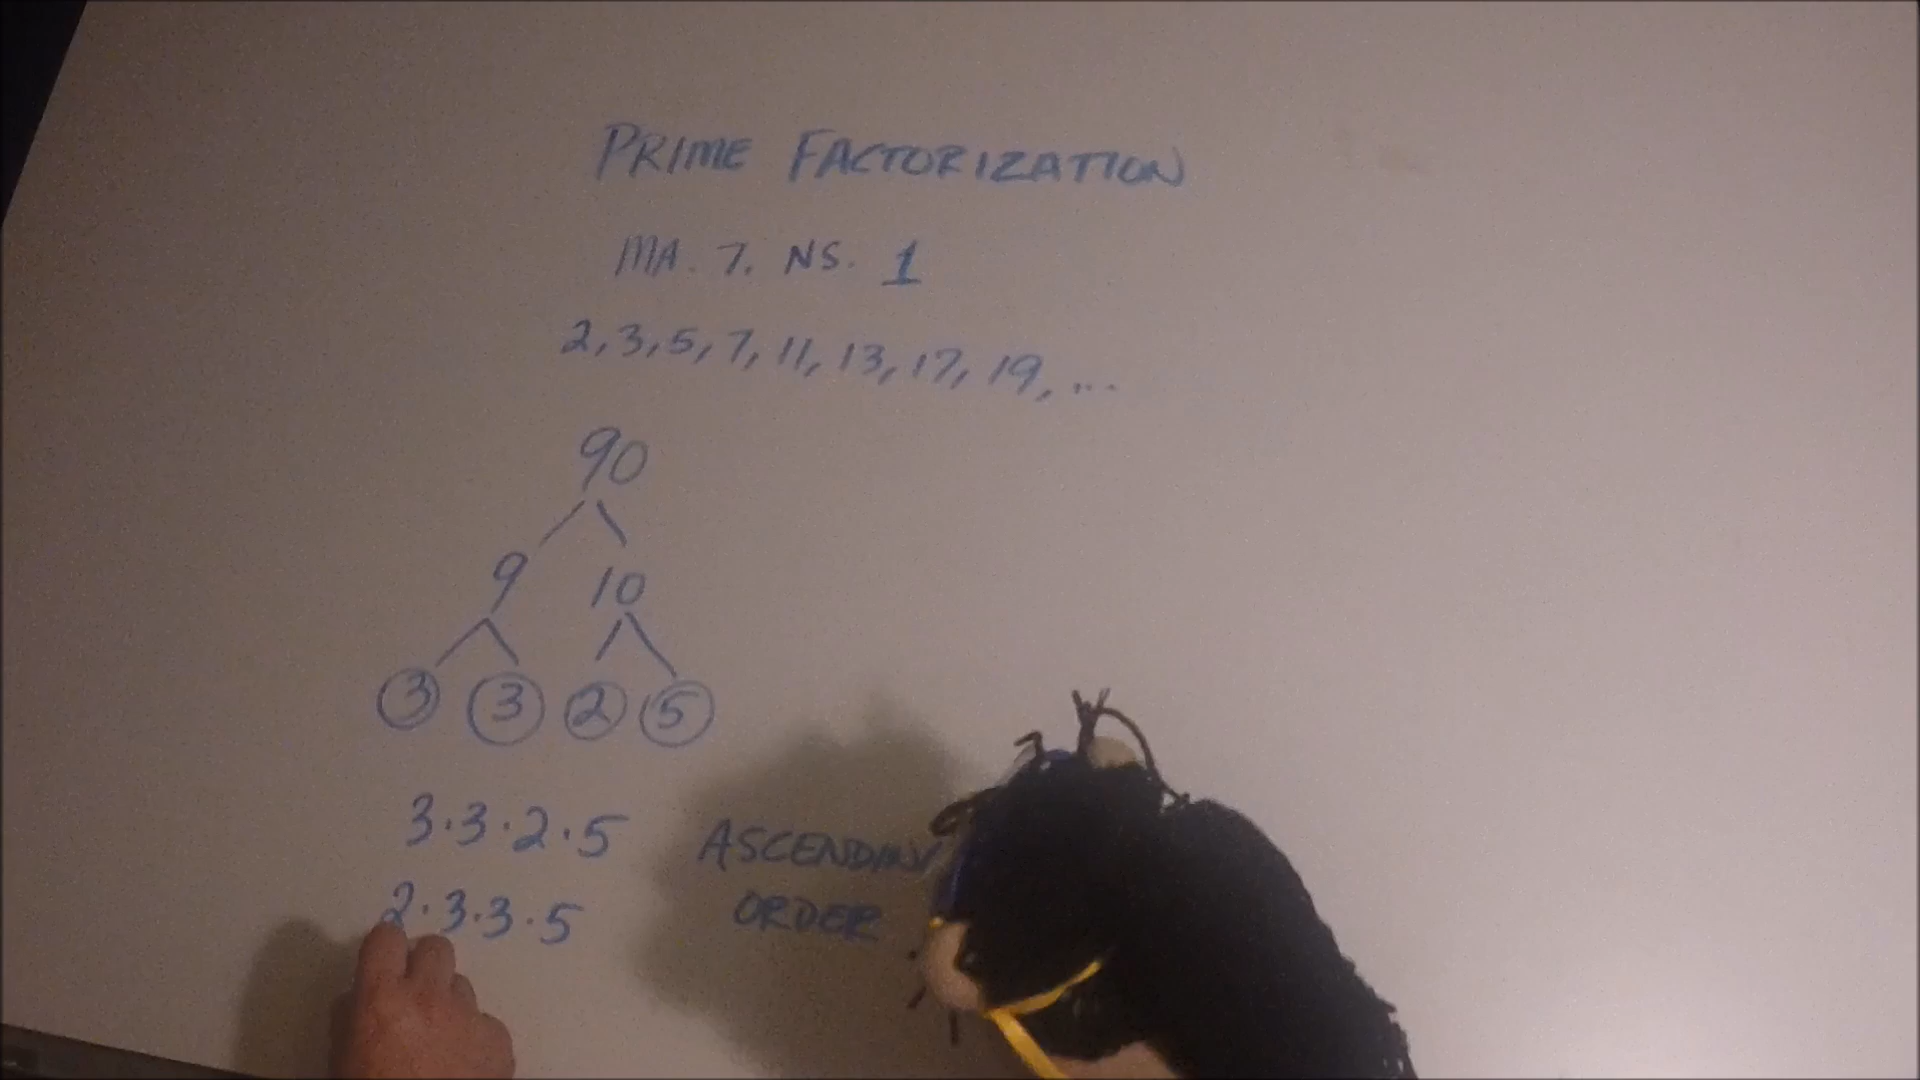 PRIME FACTORIZATION
MA. 7. NS. 1
2, 3, 5, 7, 11, 13, 17, 19, ...
90
9 10
3 3 2 5
3·3·2·5
2·3·3·5
ORDER